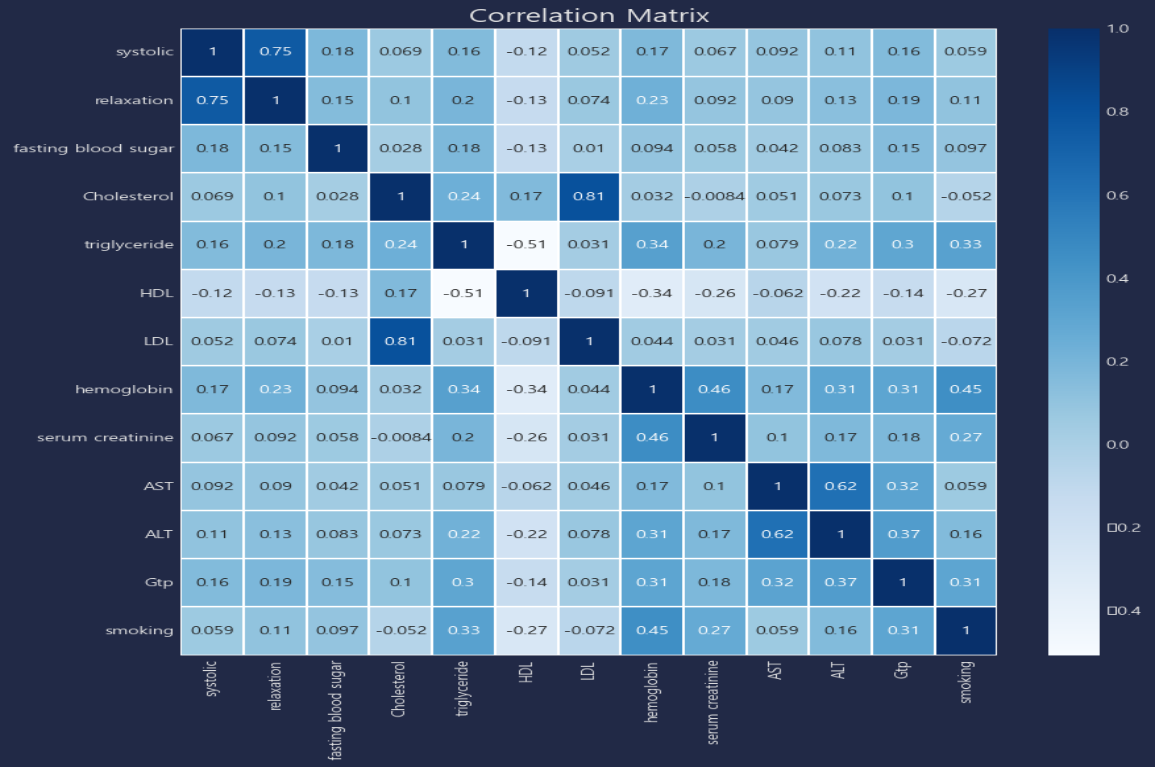 Correlation Matrix
systolic 1 0.75 0.18 0.069 0.16 -0.12 0.052 0.17 0.067 0.092 0.11 0.16 0.059
relaxation 0.75 1 0.15 0.1 0.2 -0.13 0.074 0.23 0.092 0.09 0.13 0.19 0.11
fasting blood sugar 0.18 0.15 1 0.028 0.18 -0.13 0.01 0.094 0.058 0.042 0.083 0.15 0.097
Cholesterol 0.069 0.1 0.028 1 0.24 0.17 0.81 0.032 -0.0084 0.051 0.073 0.1 -0.052
triglyceride 0.16 0.2 0.18 0.24 1 -0.51 0.031 0.34 0.2 0.079 0.22 0.3 0.33
HDL -0.12 -0.13 -0.13 0.17 -0.51 1 -0.091 -0.34 -0.26 -0.062 -0.22 -0.14 -0.27
LDL 0.052 0.074 0.01 0.81 0.031 -0.091 1 0.044 0.031 0.046 0.078 0.031 -0.072
hemoglobin 0.17 0.23 0.094 0.032 0.34 -0.34 0.044 1 0.46 0.17 0.31 0.31 0.45
serum creatinine 0.067 0.092 0.058 -0.0084 0.2 -0.26 0.031 0.46 1 0.1 0.17 0.18 0.27
AST 0.092 0.09 0.042 0.051 0.079 -0.062 0.046 0.17 0.1 1 0.62 0.32 0.059
ALT 0.11 0.13 0.083 0.073 0.22 -0.22 0.078 0.31 0.17 0.62 1 0.37 0.16
Gtp 0.16 0.19 0.15 0.1 0.3 -0.14 0.031 0.31 0.18 0.32 0.37 1 0.31
smoking 0.059 0.11 0.097 -0.052 0.33 -0.27 -0.072 0.45 0.27 0.059 0.16 0.31 1
systolic relaxation fasting blood sugar Cholesterol triglyceride HDL LDL hemoglobin serum creatinine AST ALT Gtp smoking
1.0
0.8
0.6
0.4
0.2
0.0
□0.2
□0.4